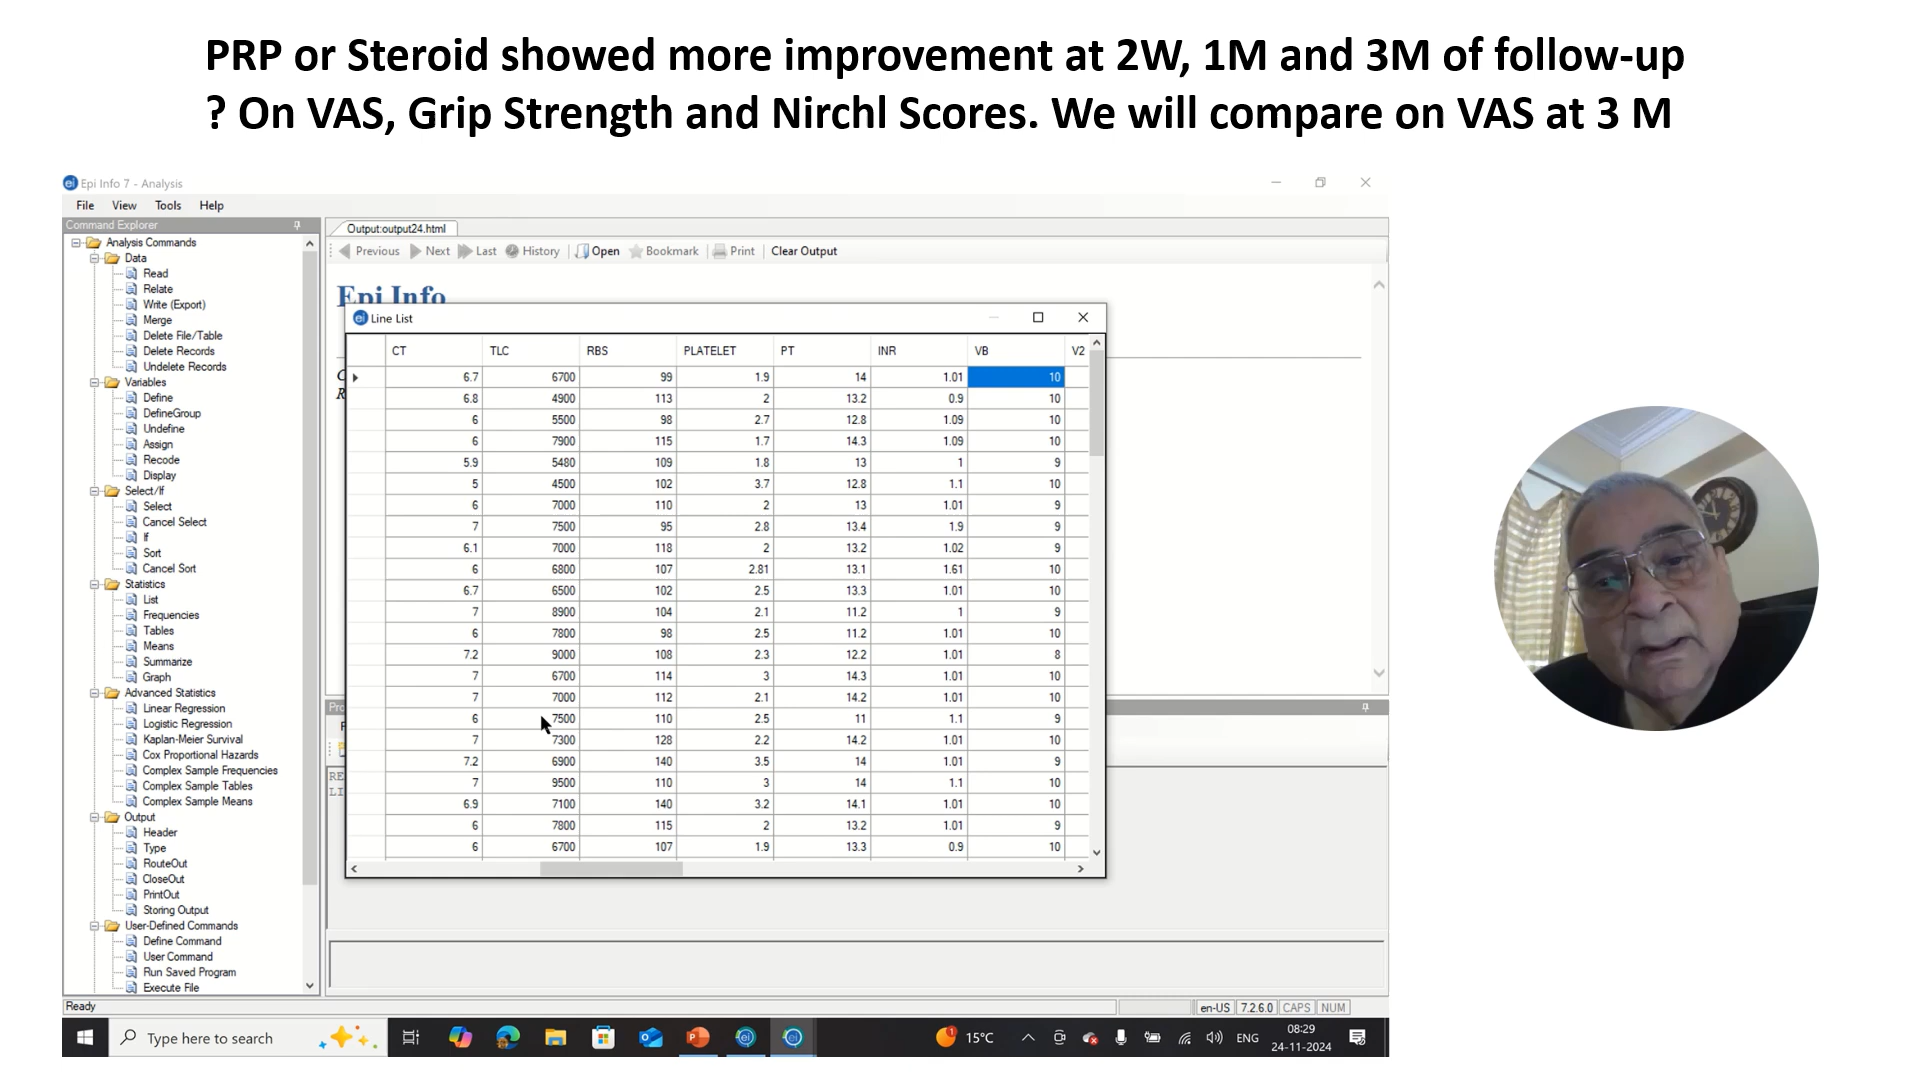 PRP or Steroid showed more improvement at 2W, 1M and 3M of follow-up
? On VAS, Grip Strength and Nirchl Scores. We will compare on VAS at 3 M
Epi Info 7 - Analysis
File View Tools Help
Command Explorer
Analysis Commands
Data
Read
Relate
Write (Export)
Merge
Delete File/Table
Delete Records
Undelete Records
Variables
Define
DefineGroup
Undefine
Assign
Recode
Display
Select/If
Select
Cancel Select
If
Sort
Cancel Sort
Statistics
List
Frequencies
Tables
Means
Summarize
Graph
Advanced Statistics
Linear Regression
Logistic Regression
Kaplan-Meier Survival
Cox Proportional Hazards
Complex Sample Frequencies
Complex Sample Tables
Complex Sample Means
Output
Header
Type
RouteOut
CloseOut
PrintOut
Storing Output
User-Defined Commands
Define Command
User Command
Run Saved Program
Execute File
Output:output24.html
Previous Next Last History Open Bookmark Print Clear Output
Epi Info
Line List
CT TLC RBS PLATELET PT INR VB V2
6.7 6700 99 1.9 14 1.01 10
6.8 4900 113 2 13.2 0.9 10
6 5500 98 2.7 12.8 1.09 10
6 7900 115 1.7 14.3 1.09 10
5.9 5480 109 1.8 13 1 9
5 4500 102 3.7 12.8 1.1 10
6 7000 110 2 13 1.01 9
7 7500 95 2.8 13.4 1.9 9
6.1 7000 118 2 13.2 1.02 9
6 6800 107 2.81 13.1 1.61 10
6.7 6500 102 2.5 13.3 1.01 10
7 8900 104 2.1 11.2 1 9
6 7800 98 2.5 11.2 1.01 10
7.2 9000 108 2.3 12.2 1.01 8
7 6700 114 3 14.3 1.01 10
7 7000 112 2.1 14.2 1.01 10
6 7500 110 2.5 11 1.1 9
7 7300 128 2.2 14.2 1.01 10
7.2 6900 140 3.5 14 1.01 9
7 9500 110 3 14 1.1 10
6.9 7100 140 3.2 14.1 1.01 10
6 7800 115 2 13.2 1.01 9
6 6700 107 1.9 13.3 0.9 10
Ready
en-US 7.2.6.0 CAPS NUM
Type here to search
15°C
ENG
08:29
24-11-2024